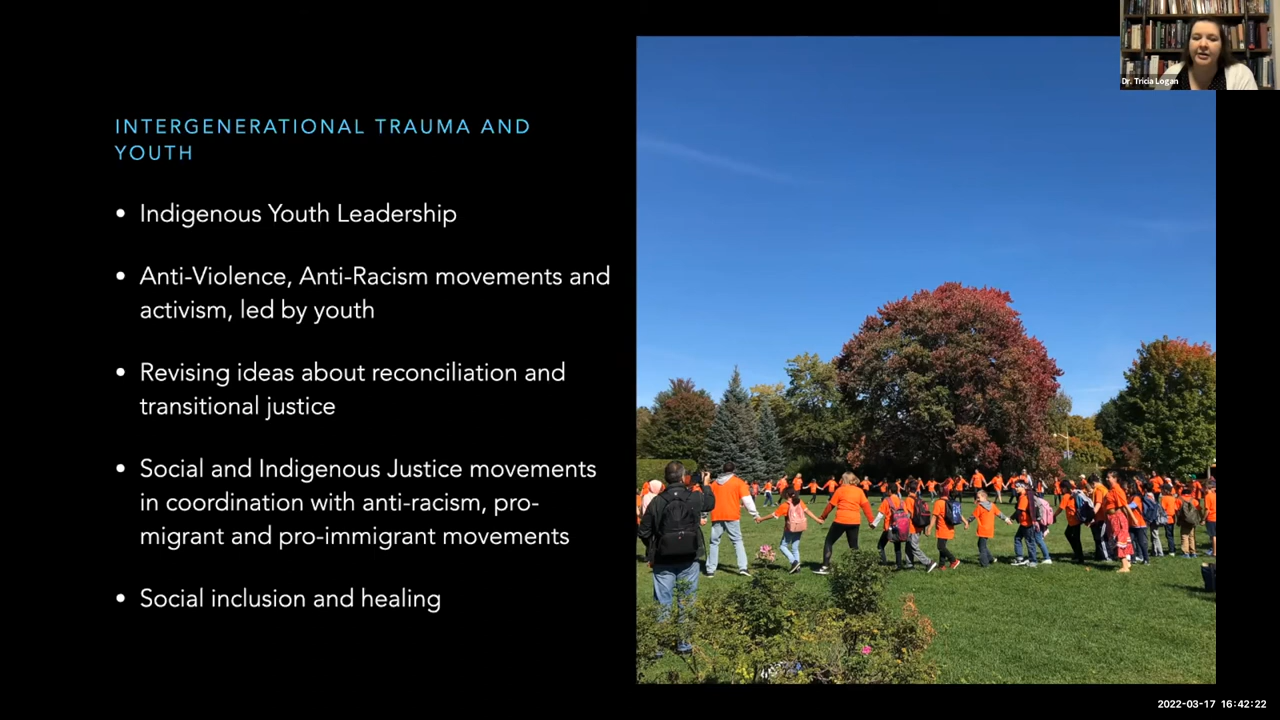 Dr. Tricia Logan
INTERGENERATIONAL TRAUMA AND
YOUTH
• Indigenous Youth Leadership
• Anti-Violence, Anti-Racism movements and
activism, led by youth
• Revising ideas about reconciliation and
transitional justice
• Social and Indigenous Justice movements
in coordination with anti-racism, pro-
migrant and pro-immigrant movements
• Social inclusion and healing
2022-03-17 16:42:22